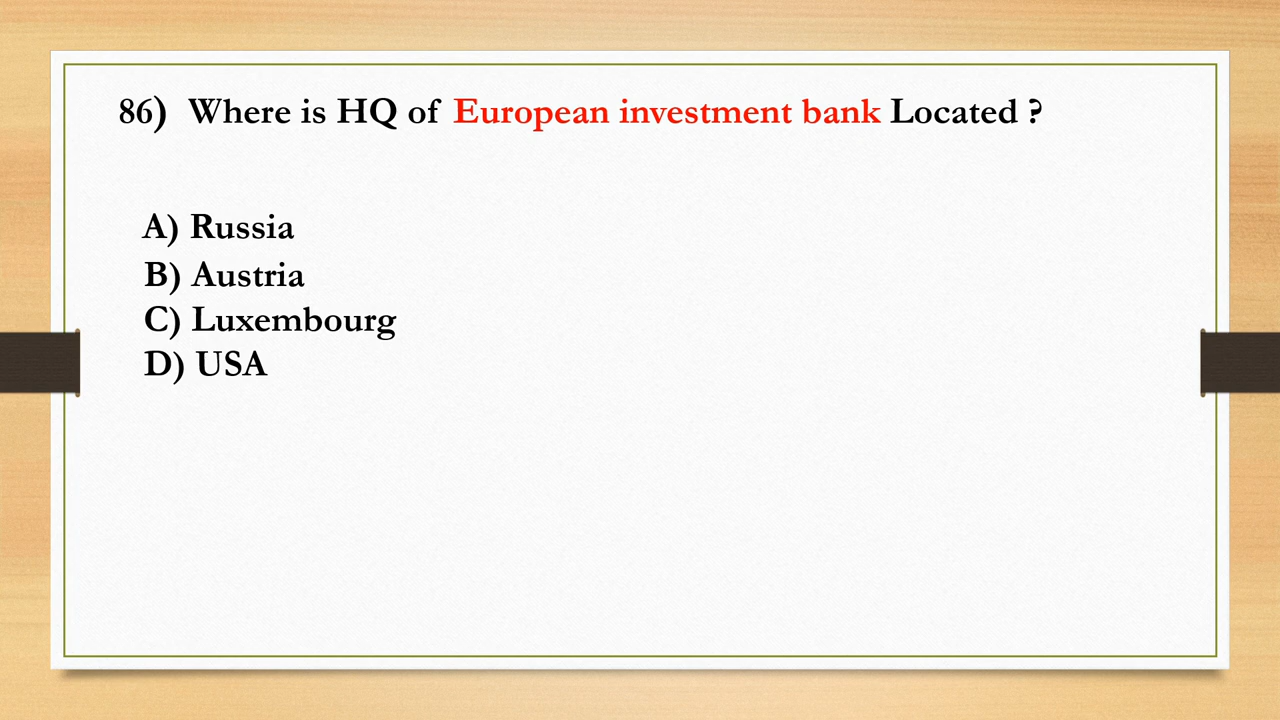 86) Where is HQ of European investment bank Located ?
A) Russia
B) Austria
C) Luxembourg
D) USA